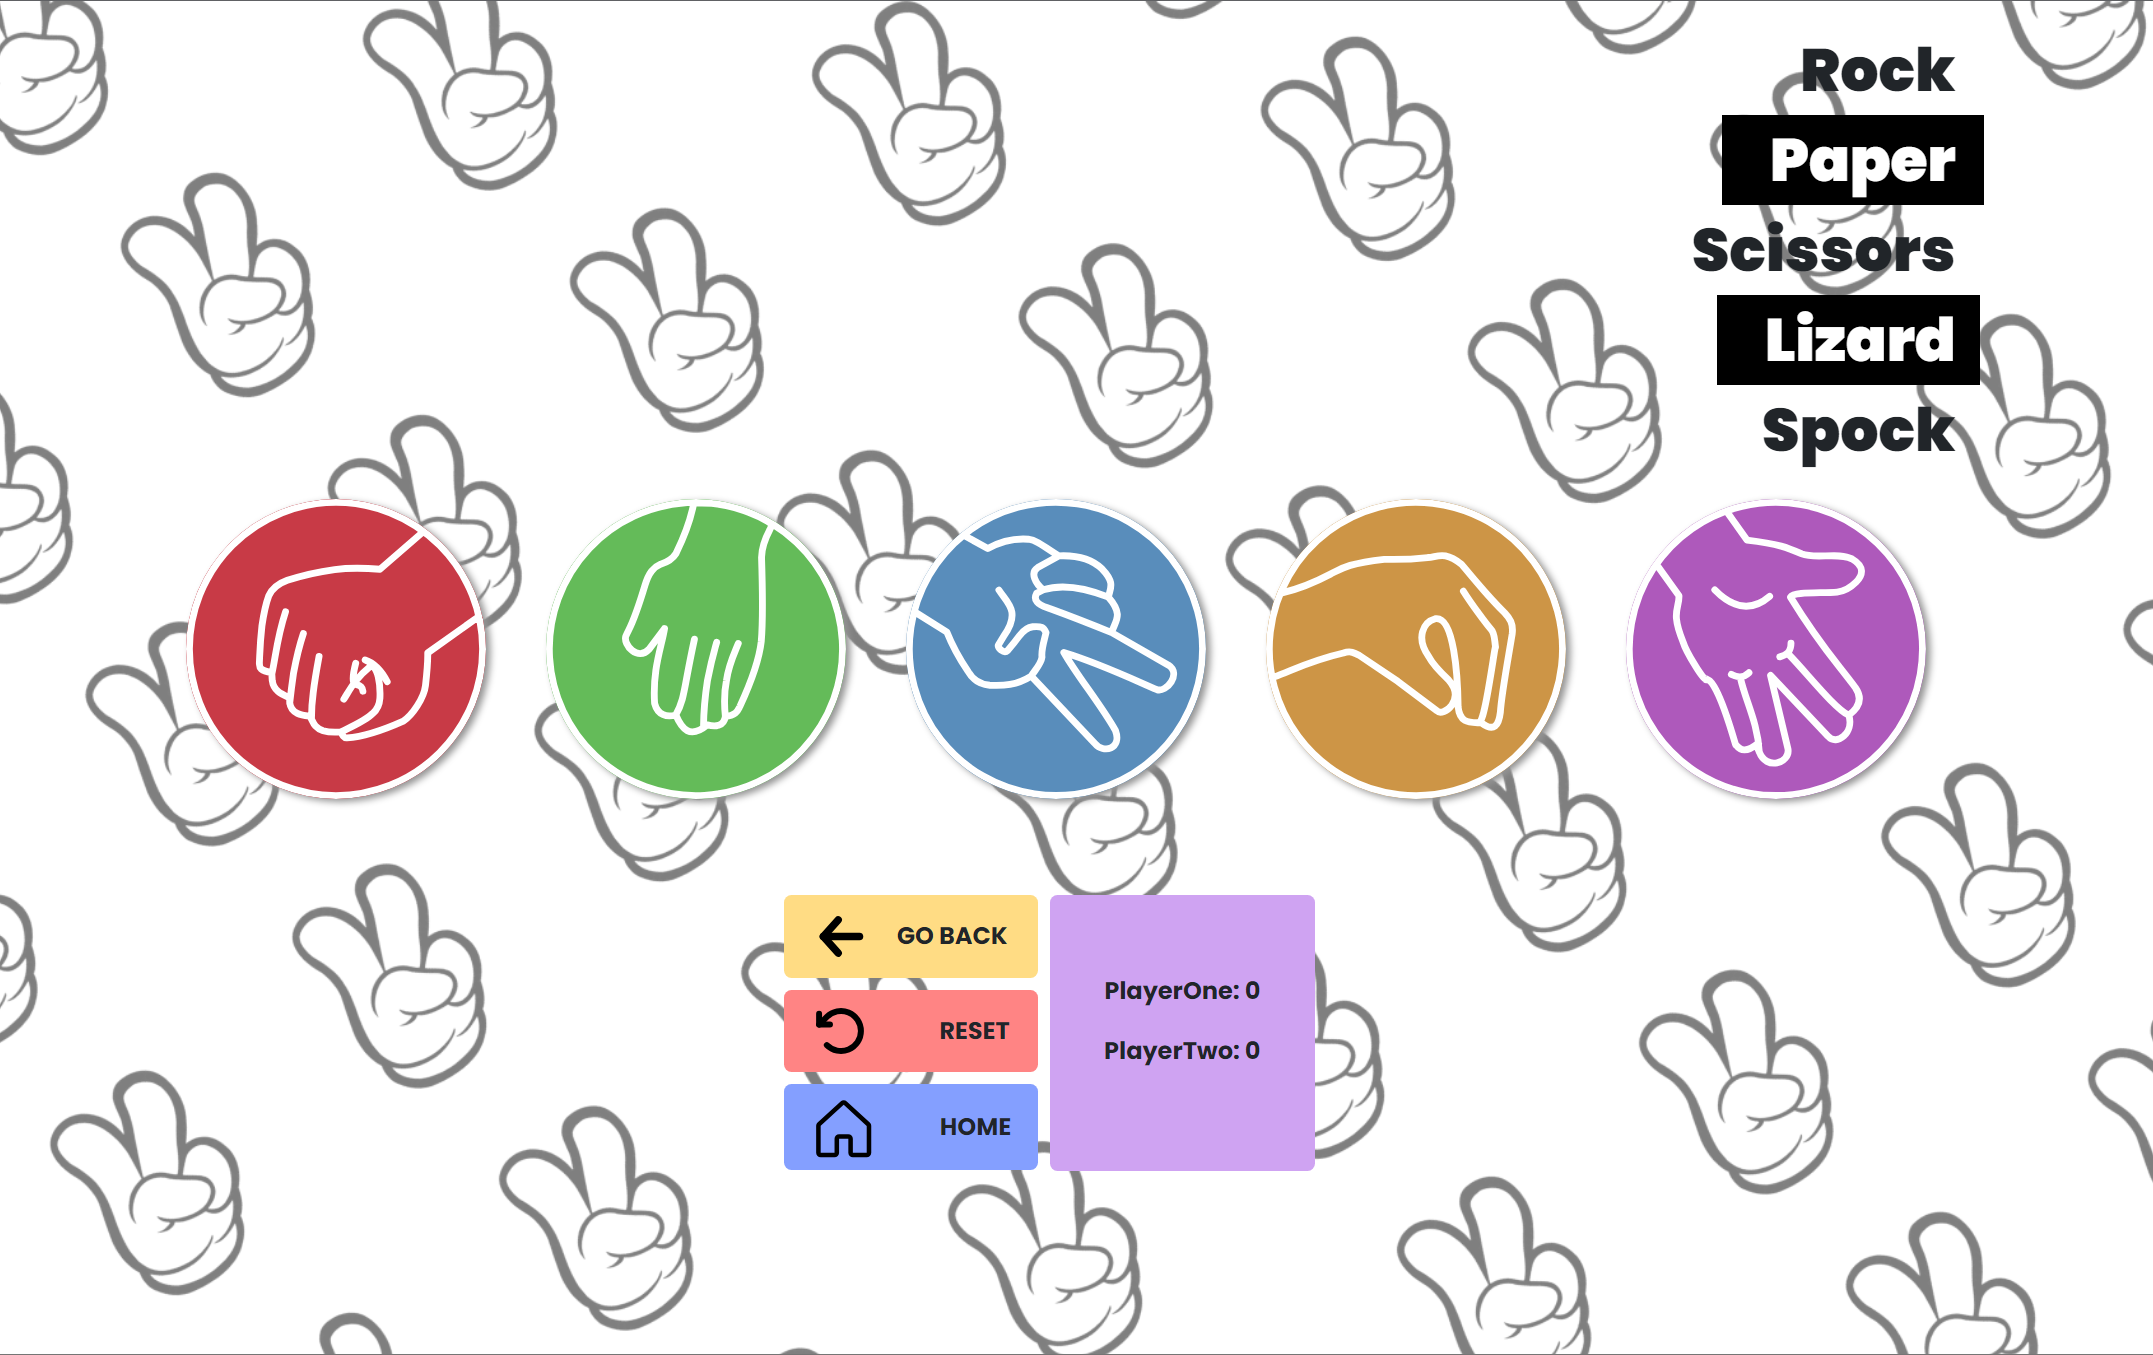 Rock
Paper
Scissors
Lizard
Spock
GO BACK
RESET
HOME
PlayerOne: 0
PlayerTwo: 0